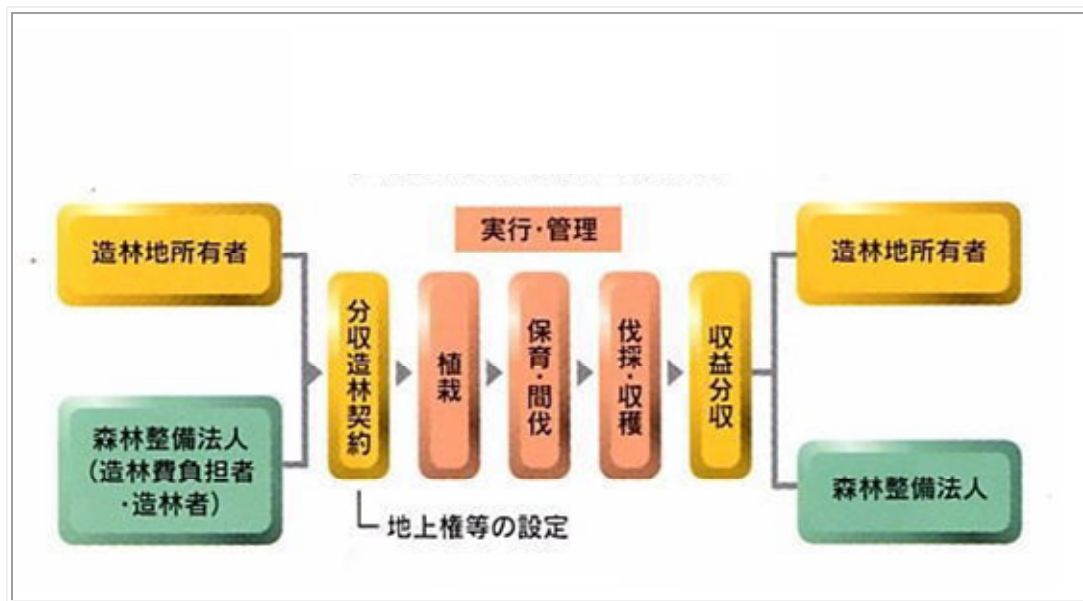 造林地所有者
森林整備法人
(造林費負担者
・造林者)
分収造林契約
地上権等の設定
実行・管理
植栽
保育・間伐
伐採・収穫
収益分収
造林地所有者
森林整備法人